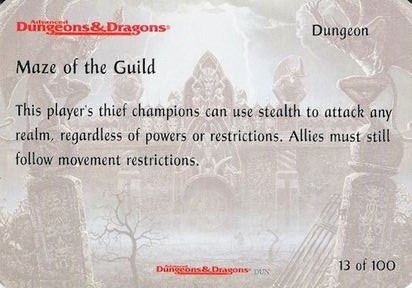 Advanced
Dungeons & Dragons®
Dungeon
Maze of the Guild
This player's thief champions can use stealth to attack any
realm, regardless of powers or restrictions. Allies must still
follow movement restrictions.
Advanced
Dungeons & Dragons®
DUN
13 of 100